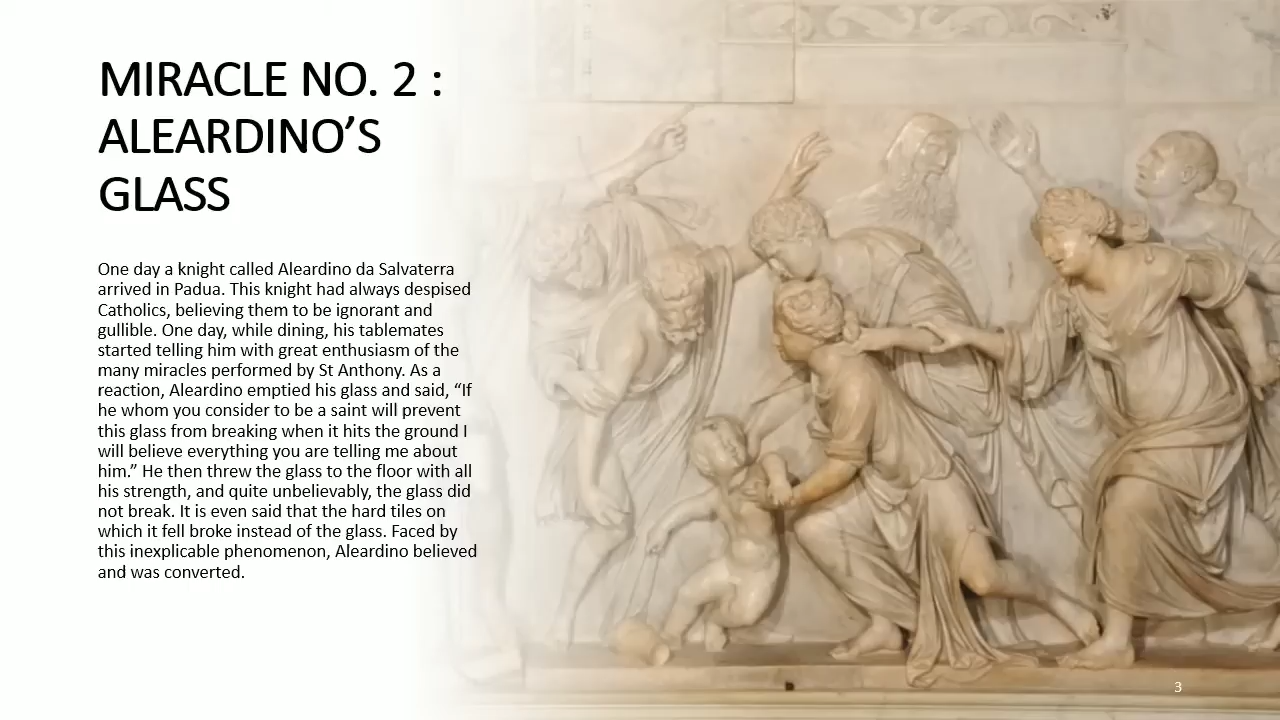 MIRACLE NO. 2 :
ALEARDINO’S
GLASS
One day a knight called Aleardino da Salvaterra
arrived in Padua. This knight had always despised
Catholics, believing them to be ignorant and
gullible. One day, while dining, his tablemates
started telling him with great enthusiasm of the
many miracles performed by St Anthony. As a
reaction, Aleardino emptied his glass and said, “If
he whom you consider to be a saint will prevent
this glass from breaking when it hits the ground I
will believe everything you are telling me about
him.” He then threw the glass to the floor with all
his strength, and quite unbelievably, the glass did
not break. It is even said that the hard tiles on
which it fell broke instead of the glass. Faced by
this inexplicable phenomenon, Aleardino believed
and was converted.
3